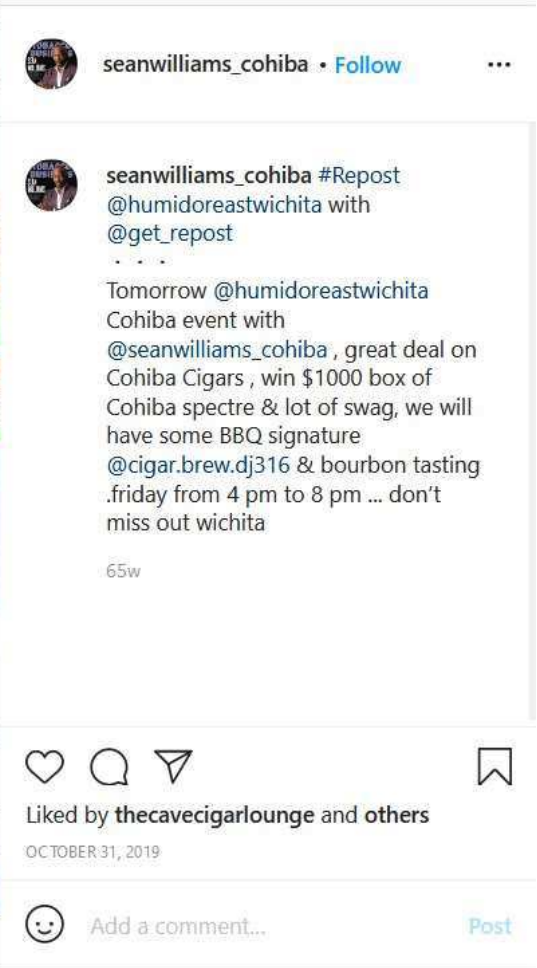 seanwilliams_cohiba • Follow
seanwilliams_cohiba #Repost
@humidoreastwichita with
@get_repost
. . .
Tomorrow @humidoreastwichita
Cohiba event with
@seanwilliams_cohiba , great deal on
Cohiba Cigars , win $1000 box of
Cohiba spectre & lot of swag, we will
have some BBQ signature
@cigar.brew.dj316 & bourbon tasting
.friday from 4 pm to 8 pm ... don't
miss out wichita
65w
Liked by thecavecigarlounge and others
OCTOBER 31, 2019
Add a comment...
Post